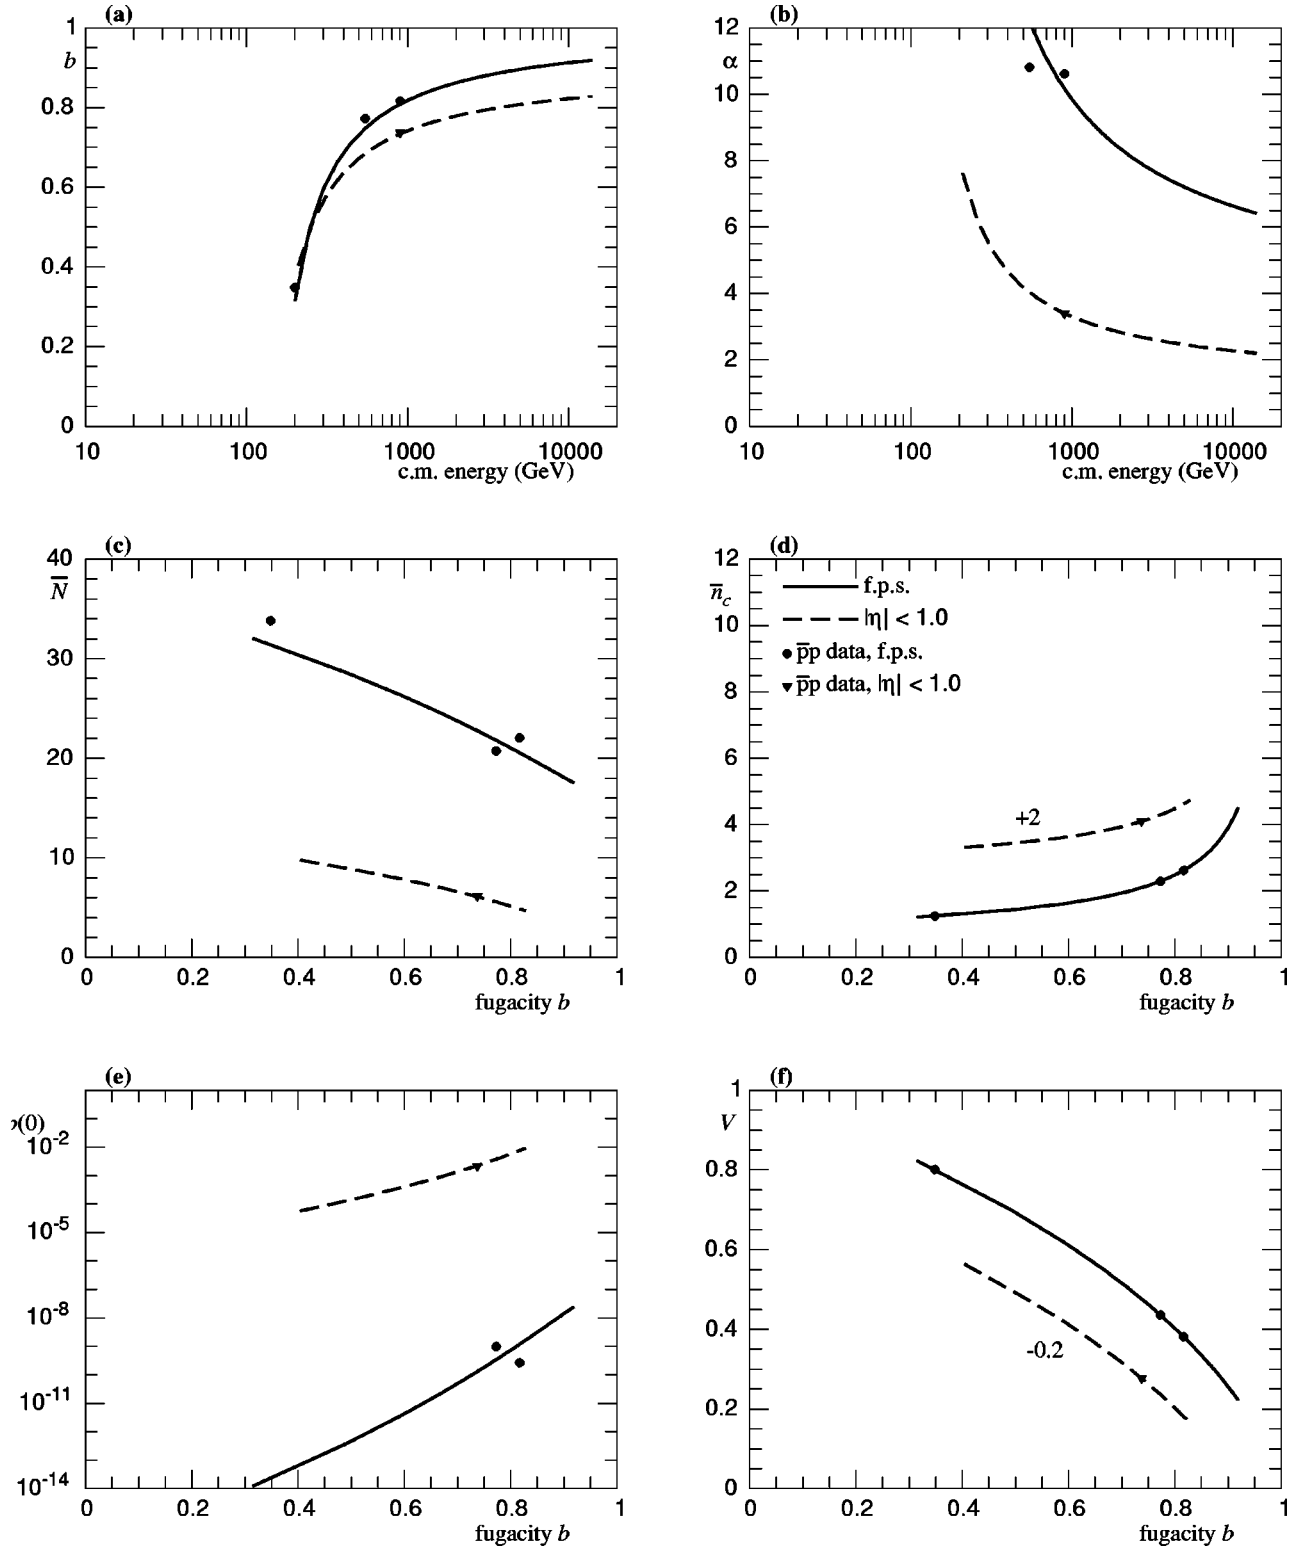 (a)
1
b
0.8
0.6
0.4
0.2
0
10 100 1000 10000
c.m. energy (GeV)
(b)
12
α
10
8
6
4
2
0
10 100 1000 10000
c.m. energy (GeV)
(c)
40
N̅
30
20
10
0
0 0.2 0.4 0.6 0.8 1
fugacity b
(d)
12
n̅c
10
8
6
4
2
0
f.p.s.
|η| < 1.0
p̅p data, f.p.s.
p̅p data, |η| < 1.0
+2
0 0.2 0.4 0.6 0.8 1
fugacity b
(e)
(0)
10-2
10-5
10-8
10-11
10-14
0 0.2 0.4 0.6 0.8 1
fugacity b
(f)
1
V
0.8
0.6
0.4
0.2
0
-0.2
0 0.2 0.4 0.6 0.8 1
fugacity b